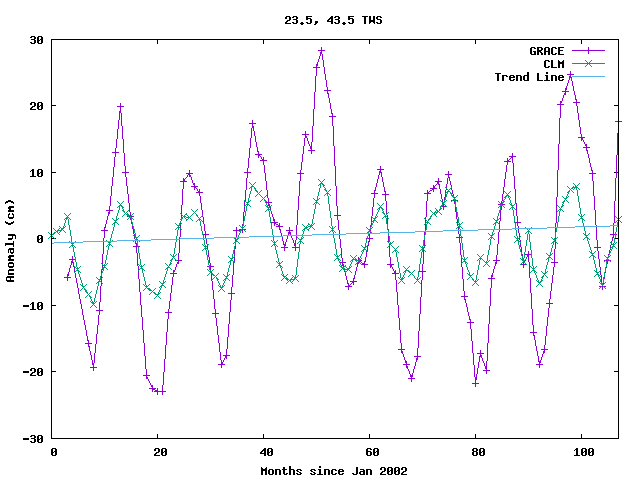 23.5, 43.5 TWS
30
GRACE
CLM
Trend Line
20
10
0
-10
-20
-30
Anomaly (cm)
0 20 40 60 80 100
Months since Jan 2002